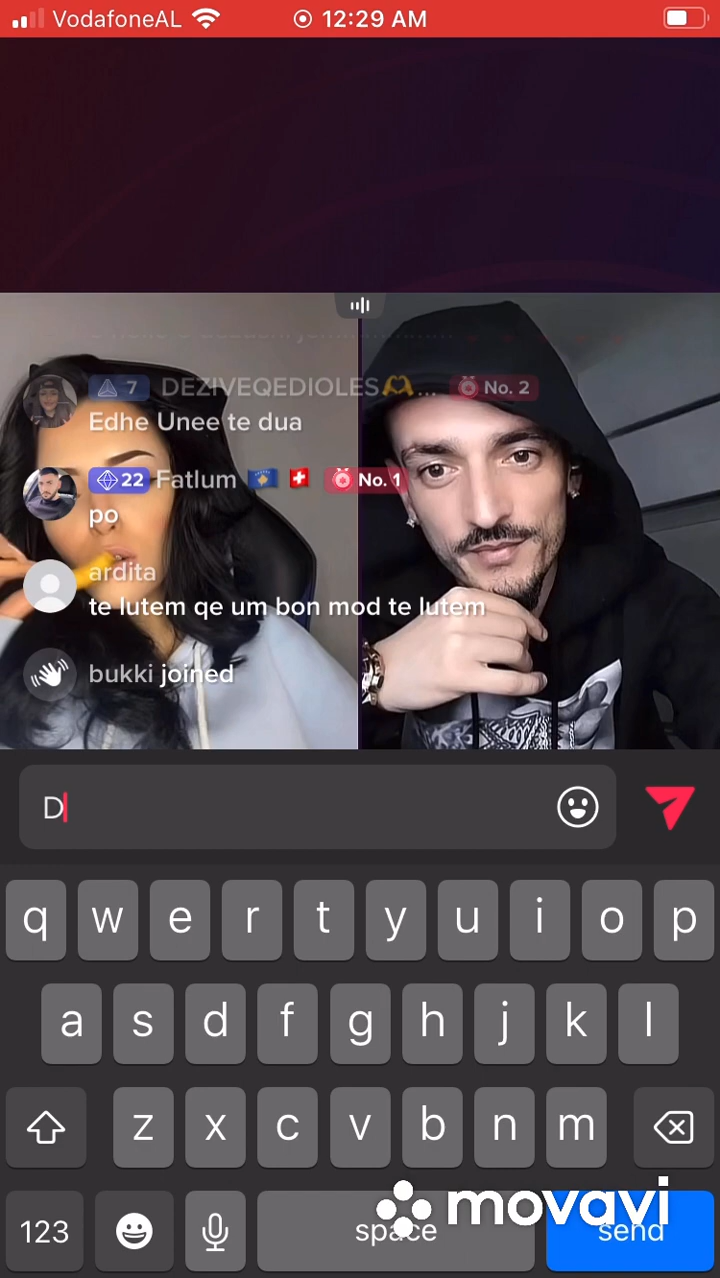 VodafoneAL 12:29 AM
7 DEZIVEQEDIOLES🫶... No. 2
Edhe Unee te dua
22 Fatlum 🇽🇰 🇨🇭 No. 1
po
ardita
te lutem qe um bon mod te lutem
bukki joined
D
q w e r t y u i o p
a s d f g h j k l
z x c v b n m
movavi
123 space send